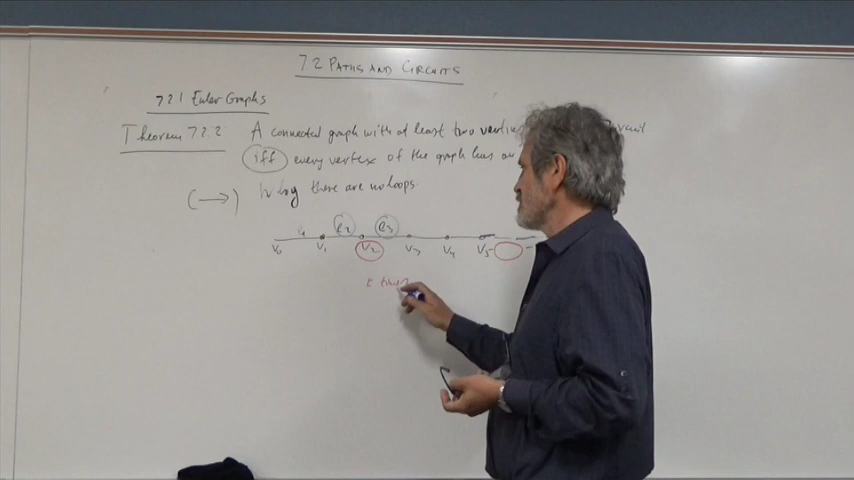 7.2 PATHS AND CIRCUITS
7.2.1 Euler Graphs
Theorem 7.2.2 A connected graph with at least two vertices
iff every vertex of the graph has
(→) Wlog there are no loops.
e2 e3
V0 V1 V2 V3 V4 V5
k times